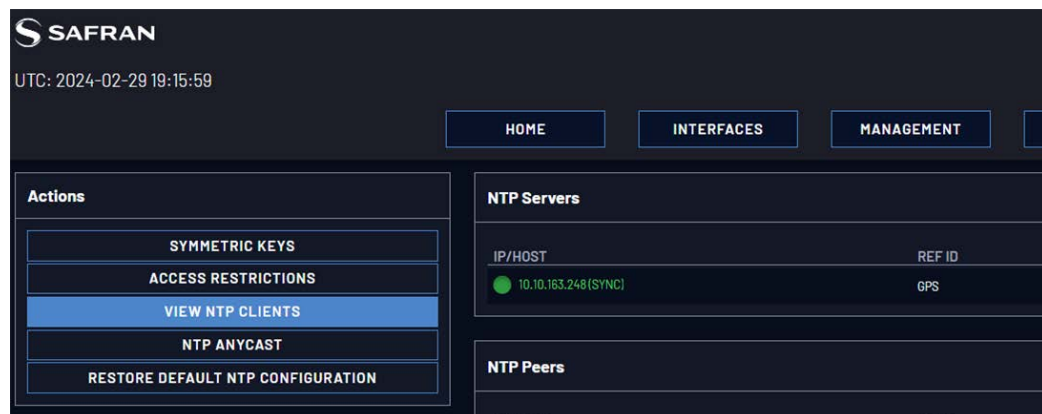 SAFRAN
UTC: 2024-02-29 19:15:59
HOME
INTERFACES
MANAGEMENT
Actions
SYMMETRIC KEYS
ACCESS RESTRICTIONS
VIEW NTP CLIENTS
NTP ANYCAST
RESTORE DEFAULT NTP CONFIGURATION
NTP Servers
IP/HOST REF ID
10.10.163.248 (SYNC) GPS
NTP Peers